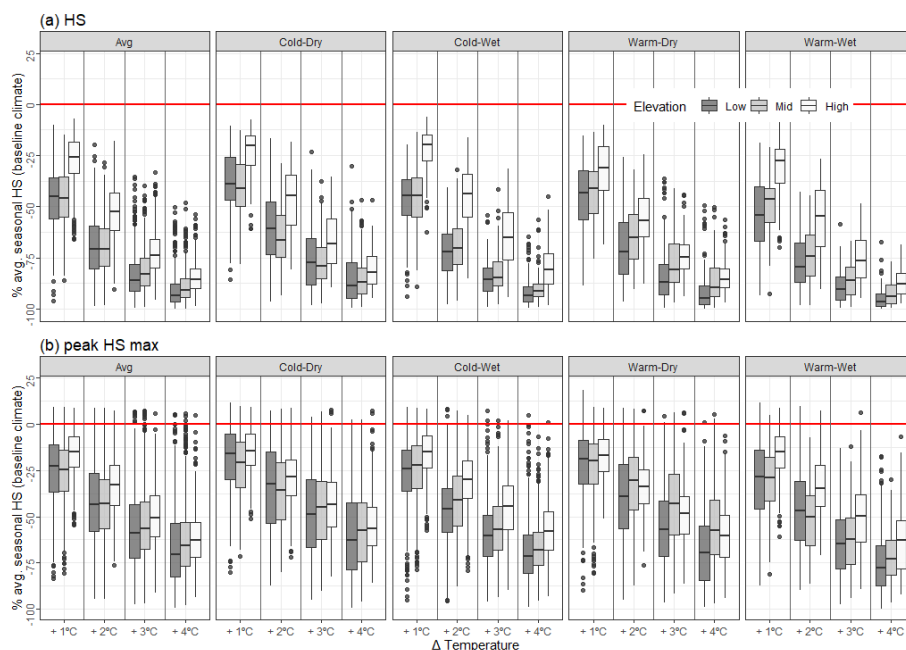 (a) HS
Avg Cold-Dry Cold-Wet Warm-Dry Warm-Wet
% avg. seasonal HS (baseline climate)
25
0
-25
-50
-75
-100
Elevation Low Mid High
(b) peak HS max
Avg Cold-Dry Cold-Wet Warm-Dry Warm-Wet
% avg. seasonal HS (baseline climate)
25
0
-25
-50
-75
-100
+ 1ºC + 2ºC + 3ºC + 4ºC + 1ºC + 2ºC + 3ºC + 4ºC + 1ºC + 2ºC + 3ºC + 4ºC + 1ºC + 2ºC + 3ºC + 4ºC + 1ºC + 2ºC + 3ºC + 4ºC
Δ Temperature